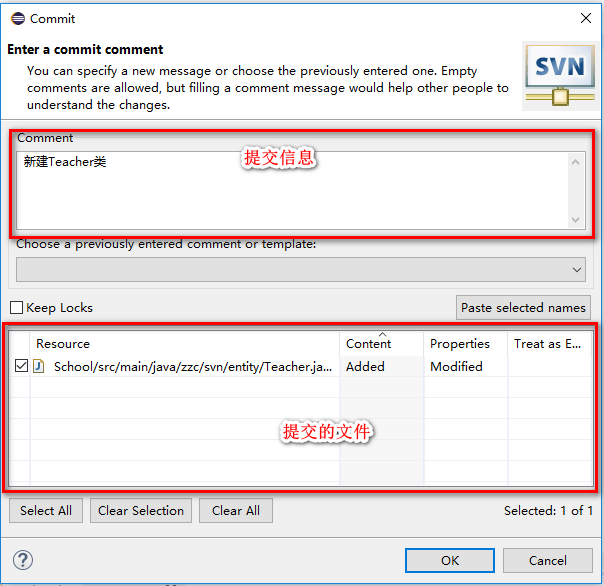 Commit
Enter a commit comment
You can specify a new message or choose the previously entered one. Empty
comments are allowed, but filling a comment message would help other people to
understand the changes.
SVN
Comment
新建Teacher类
提交信息
Choose a previously entered comment or template:
Keep Locks
Paste selected names
Resource Content Properties Treat as E...
School/src/main/java/zzc/svn/entity/Teacher.ja... Added Modified
提交的文件
Select All Clear Selection Clear All Selected: 1 of 1
OK Cancel